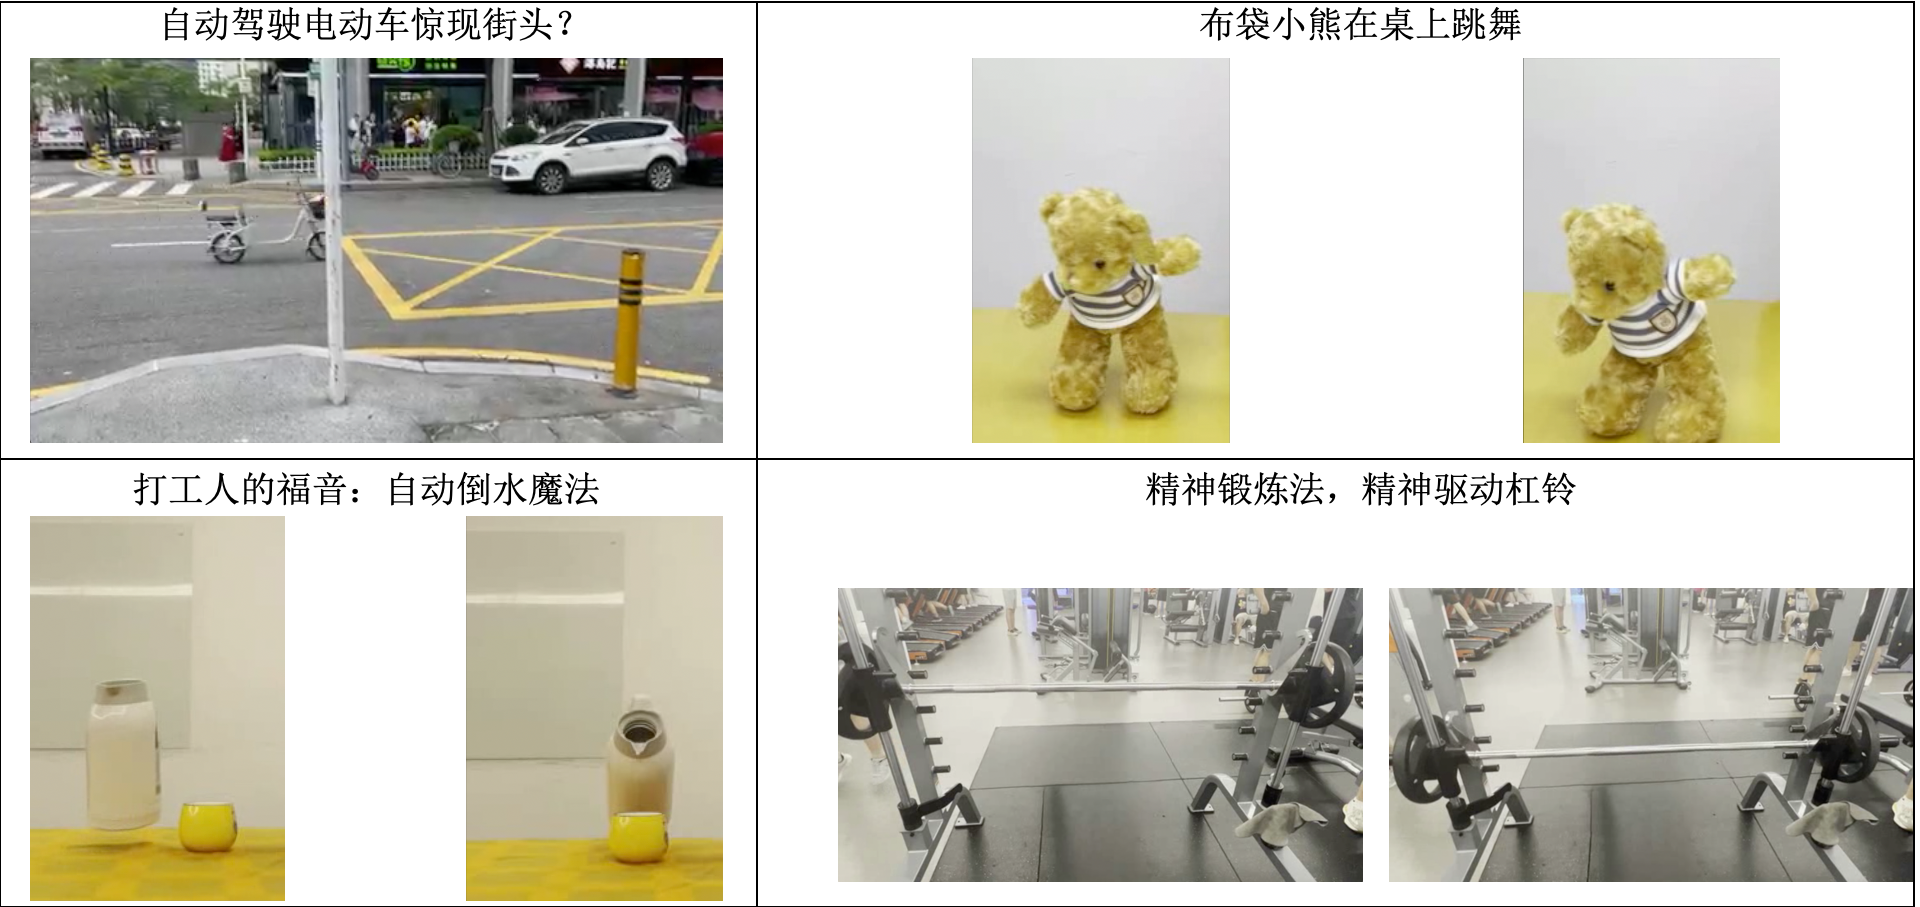 自动驾驶电动车惊现街头？
布袋小熊在桌上跳舞
打工人的福音：自动倒水魔法
精神锻炼法，精神驱动杠铃